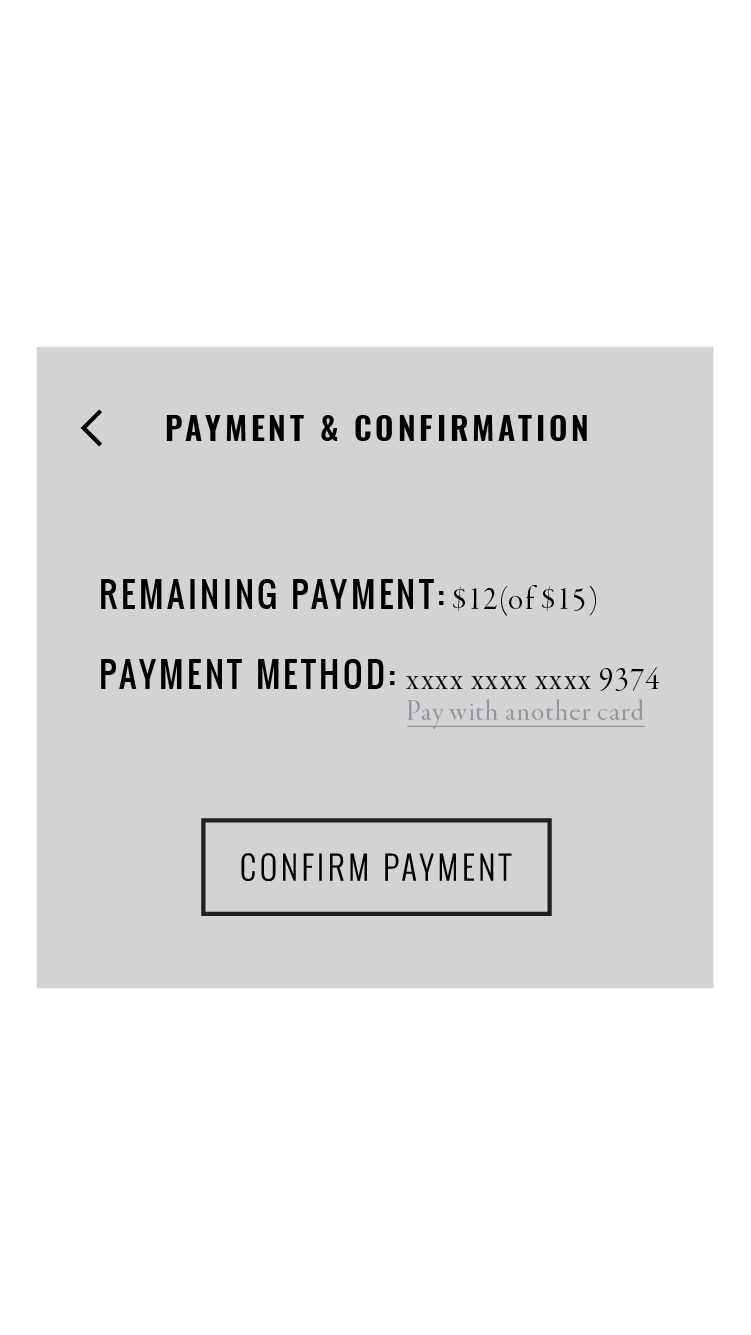 PAYMENT & CONFIRMATION
REMAINING PAYMENT: $12(of $15)
PAYMENT METHOD: xxxx xxxx xxxx 9374
Pay with another card
CONFIRM PAYMENT